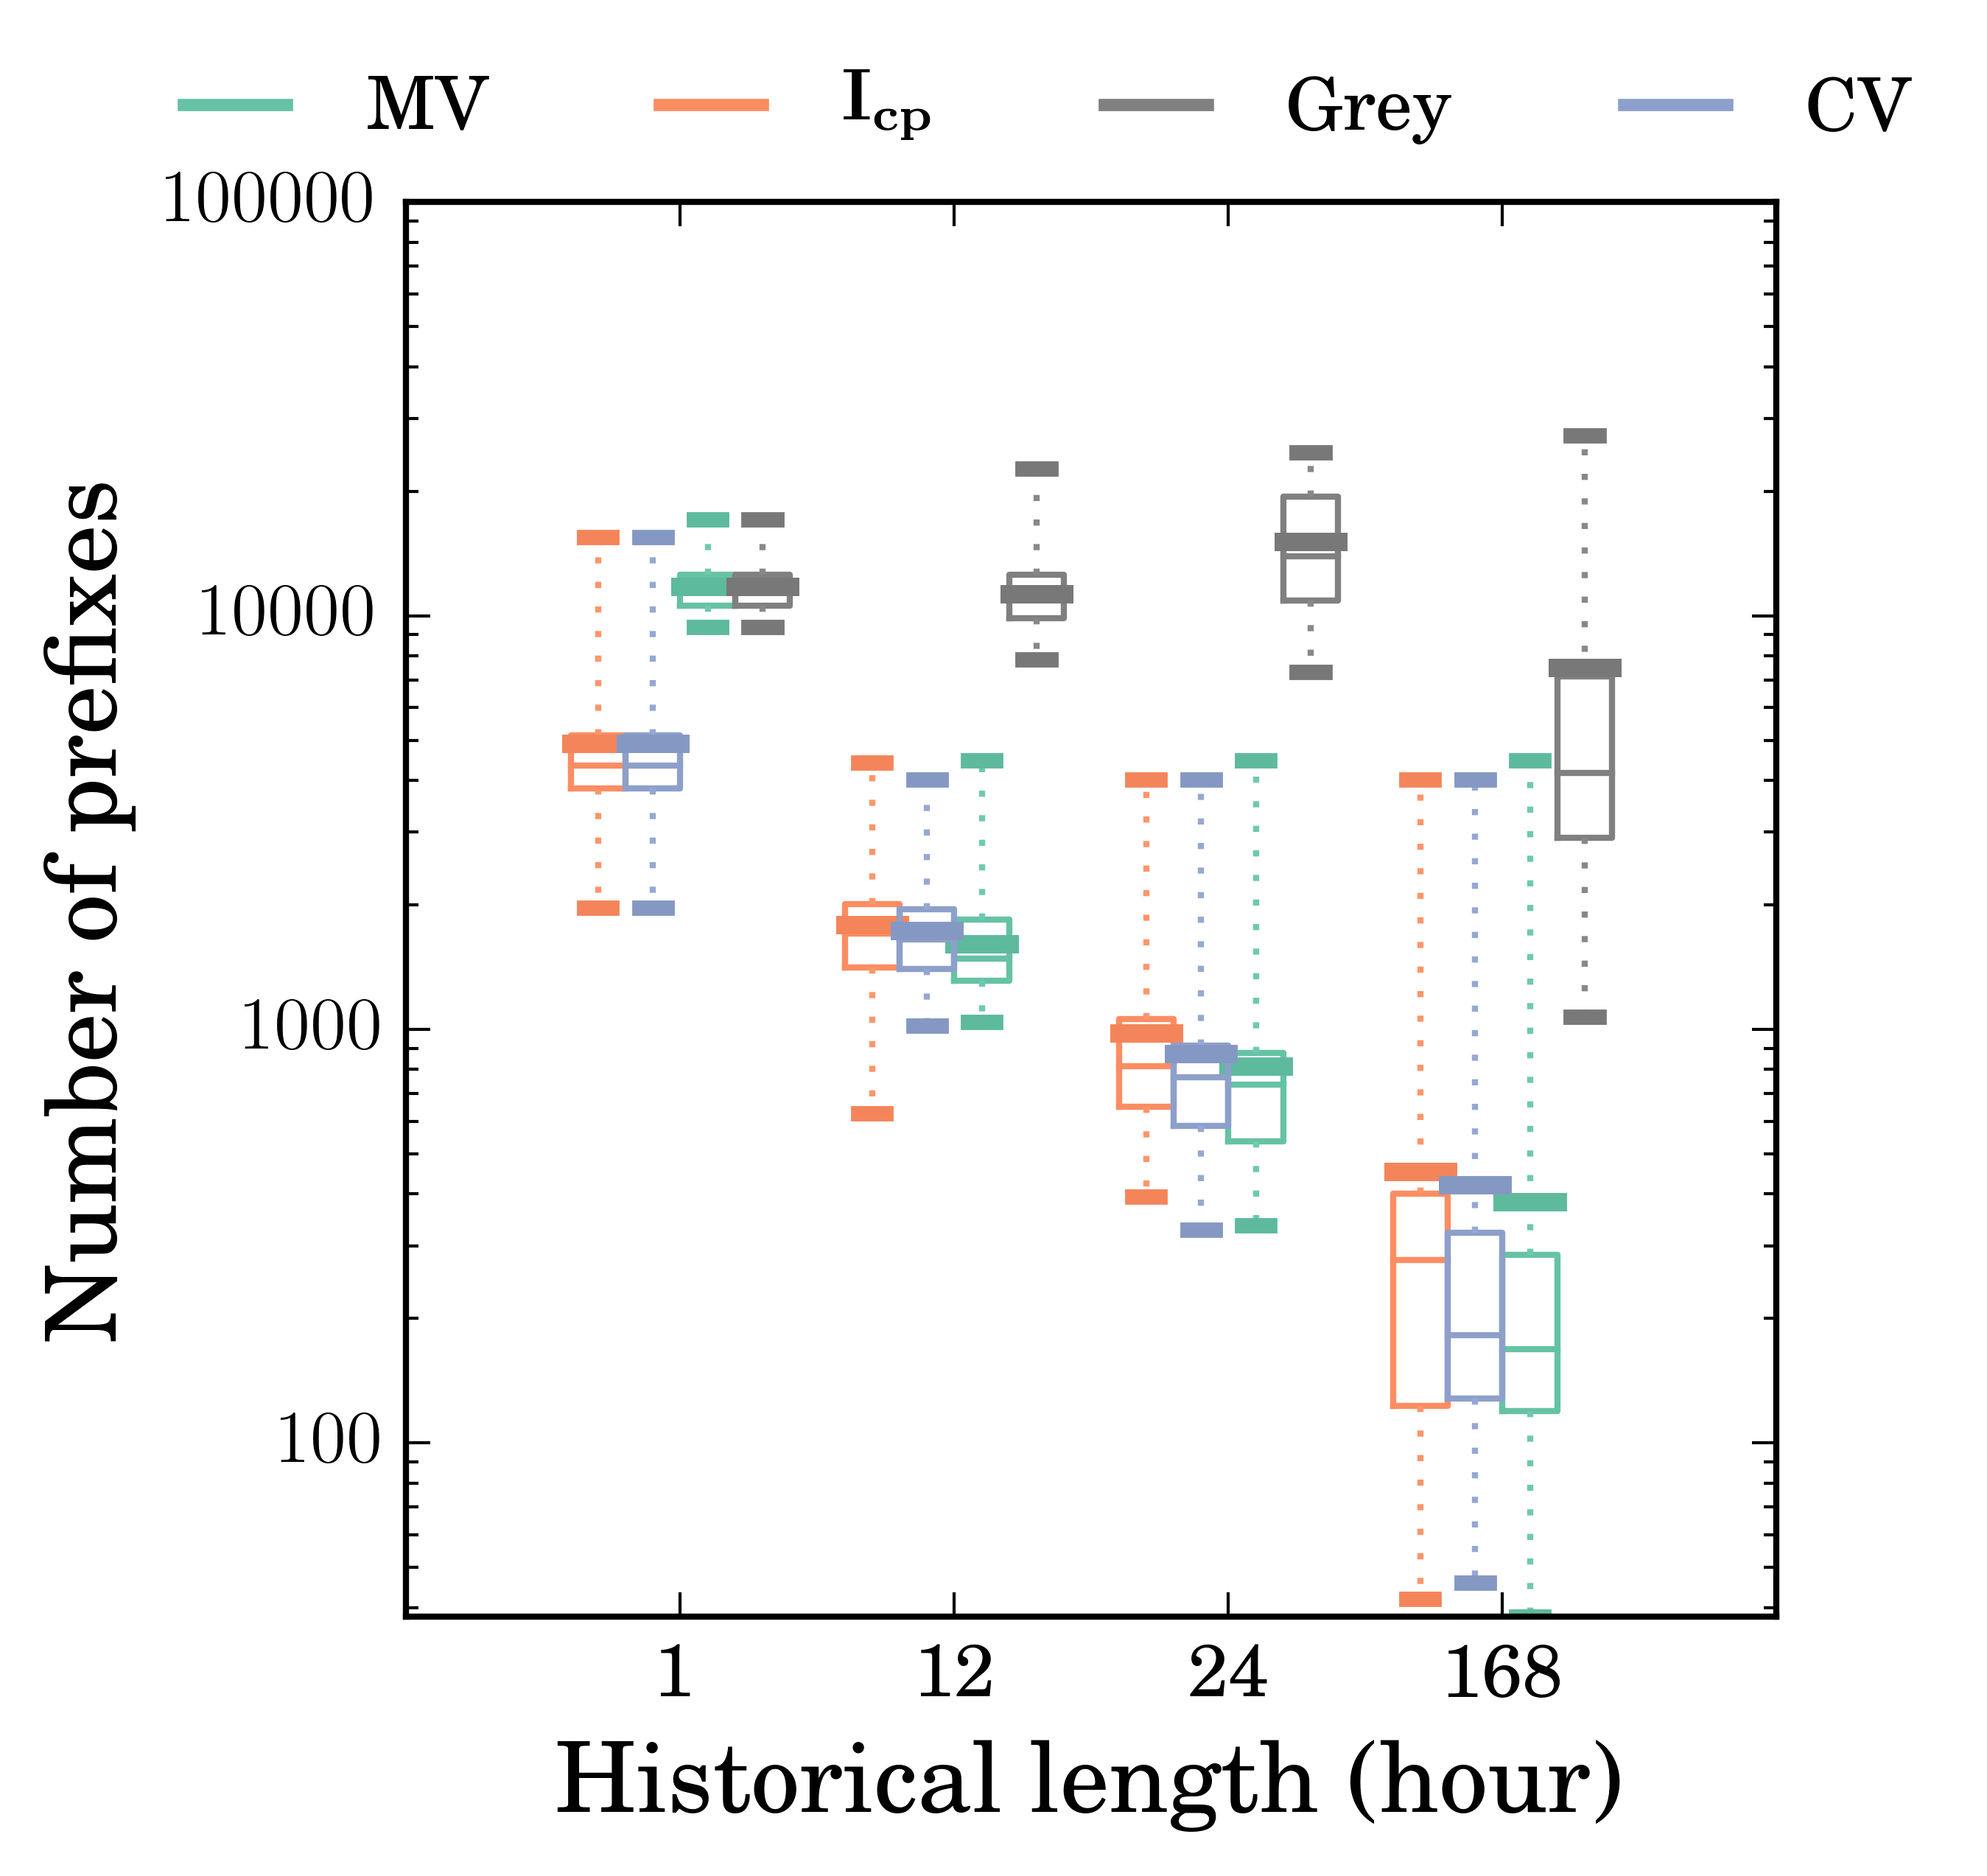 MV I_cp Grey CV
100000
10000
1000
100
Number of prefixes
1 12 24 168
Historical length (hour)